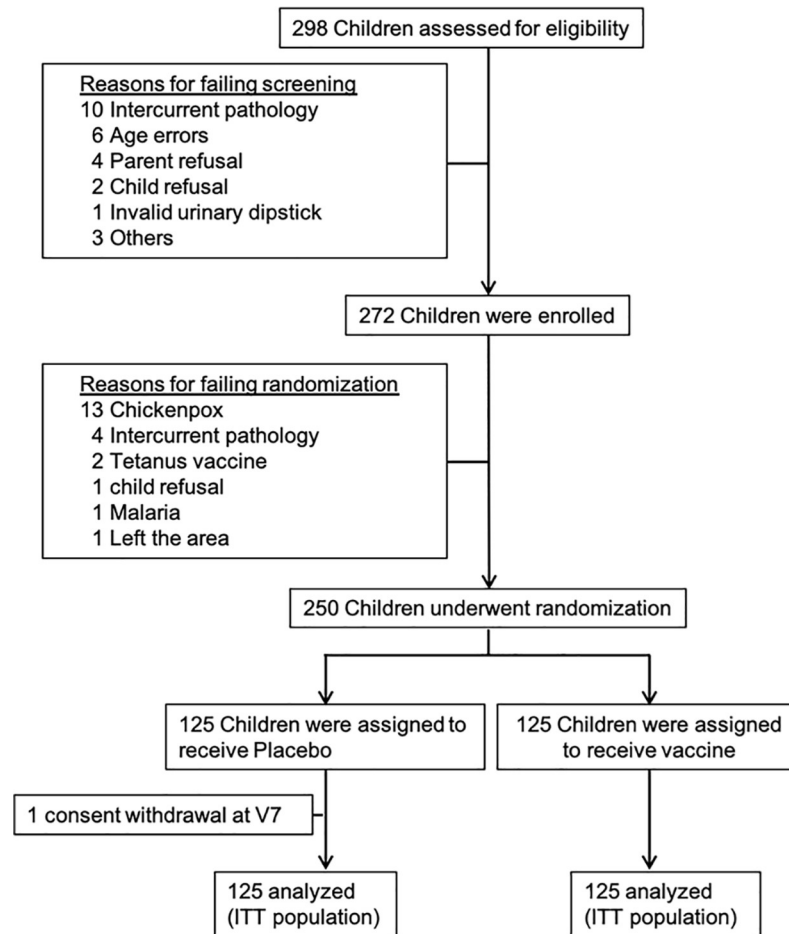 298 Children assessed for eligibility
Reasons for failing screening
10 Intercurrent pathology
6 Age errors
4 Parent refusal
2 Child refusal
1 Invalid urinary dipstick
3 Others
272 Children were enrolled
Reasons for failing randomization
13 Chickenpox
4 Intercurrent pathology
2 Tetanus vaccine
1 child refusal
1 Malaria
1 Left the area
250 Children underwent randomization
125 Children were assigned to
receive Placebo
125 Children were assigned
to receive vaccine
1 consent withdrawal at V7
125 analyzed
(ITT population)
125 analyzed
(ITT population)